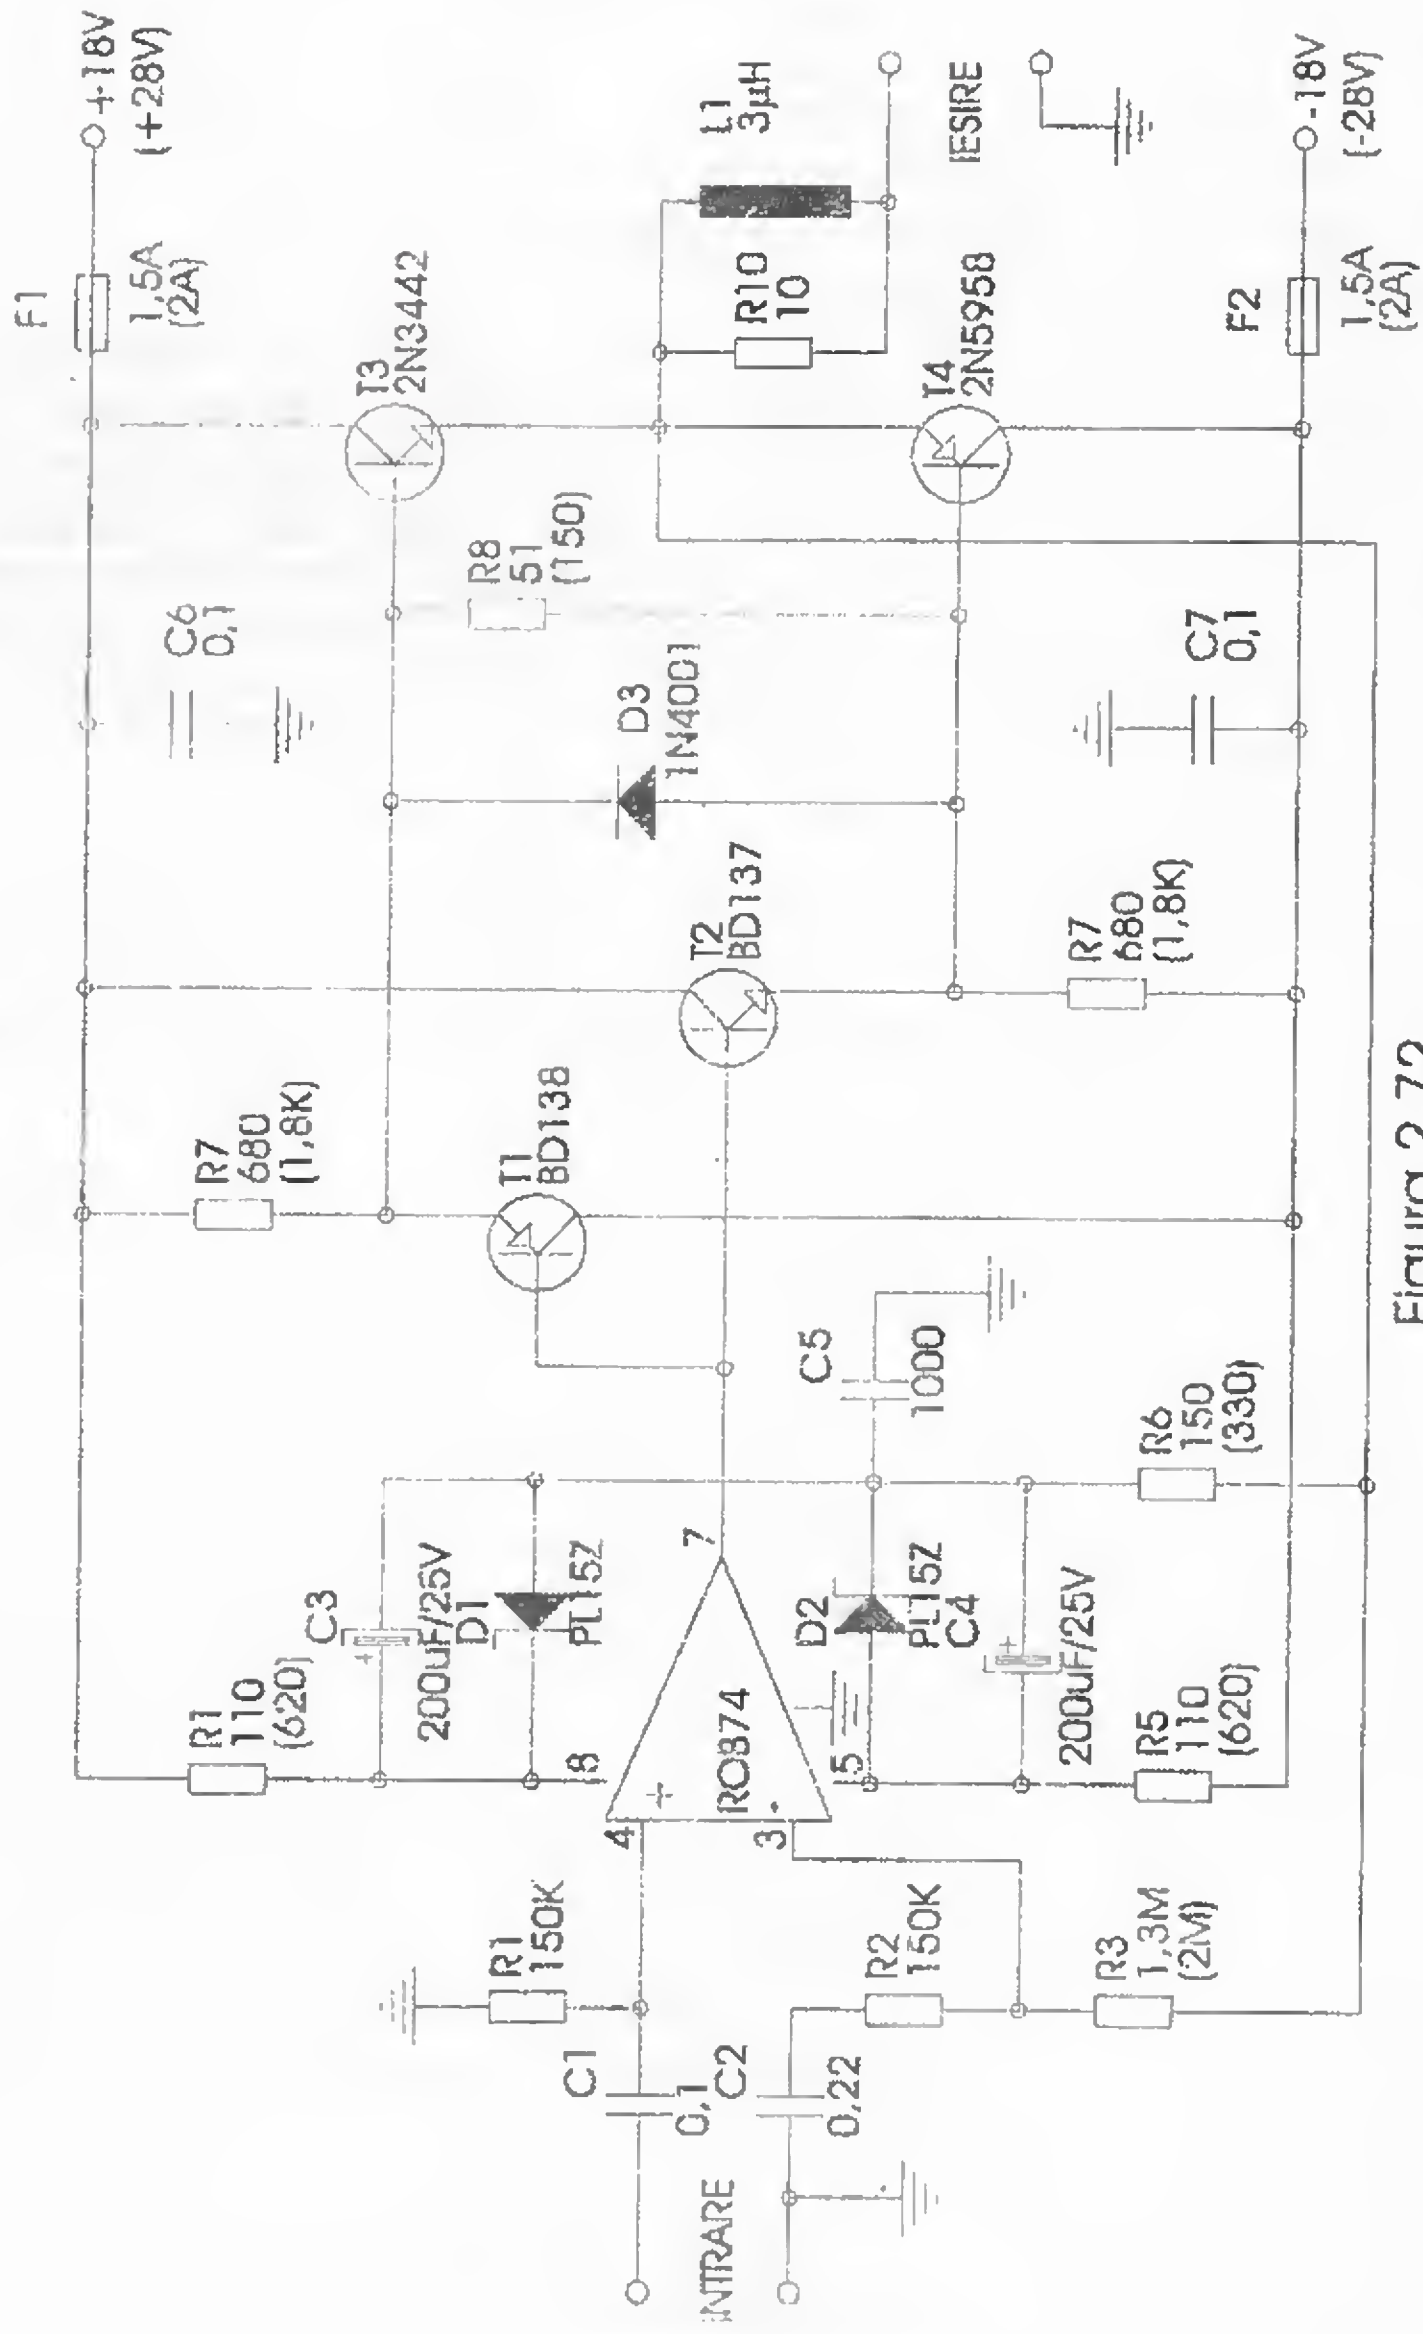 F1
1,5A
(2A)
+18V
(+28V)
R7
680
(1,8K)
C6
0,1
T3
2N3442
R1
110
(620)
C3
200uF/25V
D1
PL15Z
T1
BD138
D3
1N4001
R8
51
(150)
L1
3µH
R10
10
R1
150K
C1
0,1
4
8
+
RO874
-
7
3
5
T2
BD137
T4
2N5958
IESIRE
INTRARE
C2
0,22
R2
150K
D2
PL15Z
C4
200uF/25V
C5
1000
R3
1,3M
(2M)
R5
110
(620)
R6
150
(330)
R7
680
(1,8K)
C7
0,1
F2
1,5A
(2A)
-18V
(-28V)
Figura 2.72